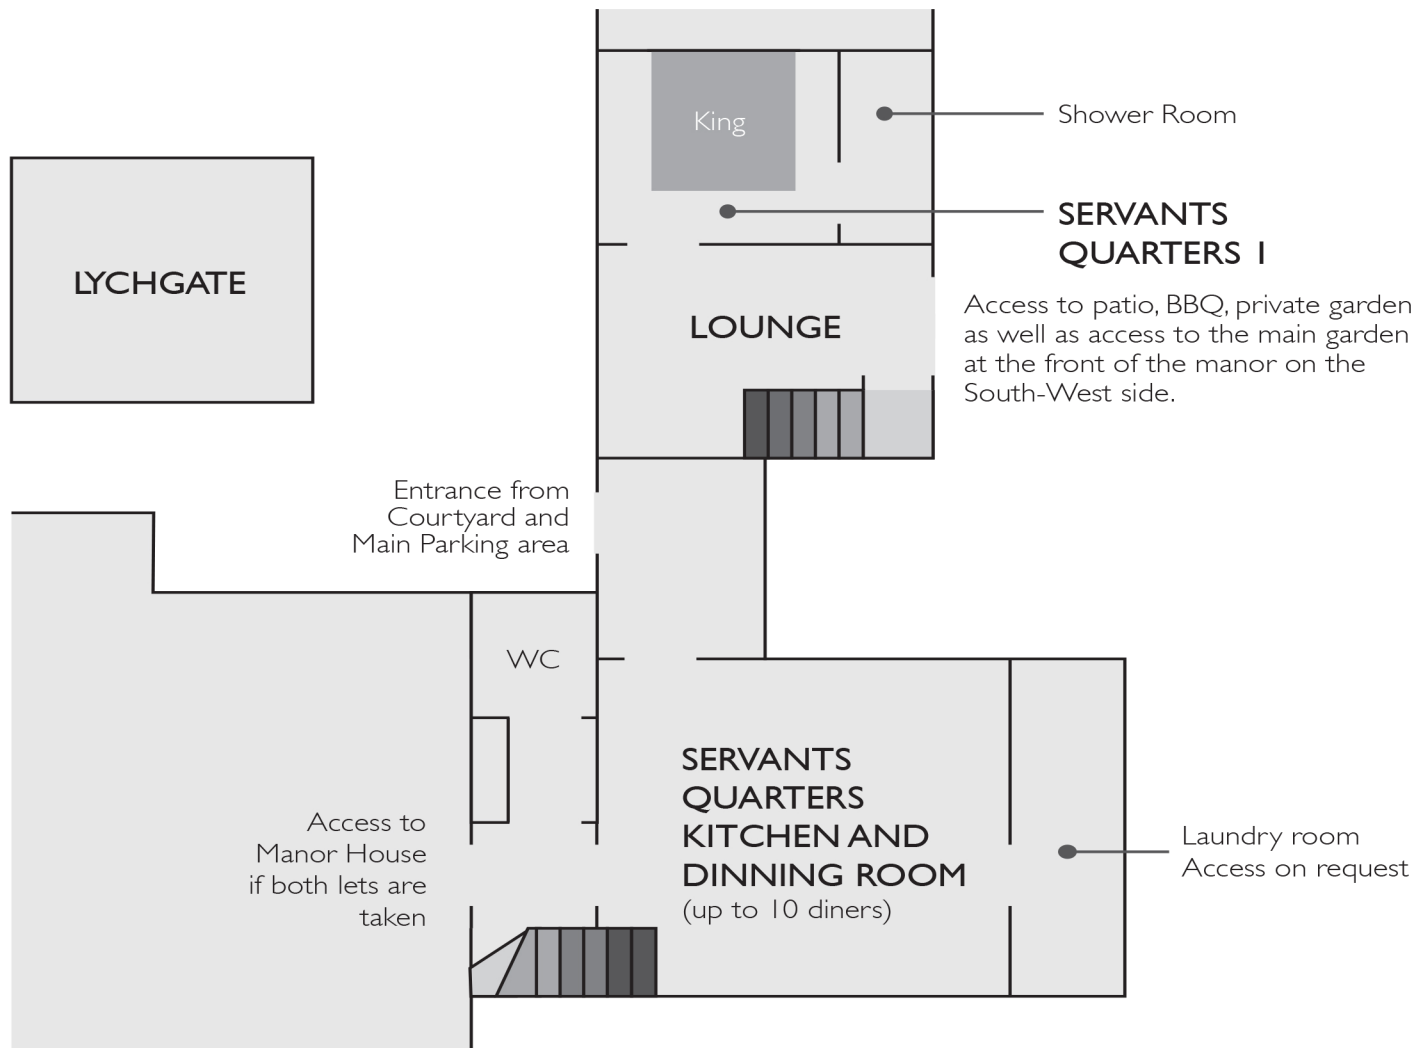 King
Shower Room
SERVANTS
QUARTERS 1
LYCHGATE
LOUNGE
Access to patio, BBQ, private garden
as well as access to the main garden
at the front of the manor on the
South-West side.
Entrance from
Courtyard and
Main Parking area
WC
SERVANTS
QUARTERS
KITCHEN AND
DINNING ROOM
(up to 10 diners)
Access to
Manor House
if both lets are
taken
Laundry room
Access on request